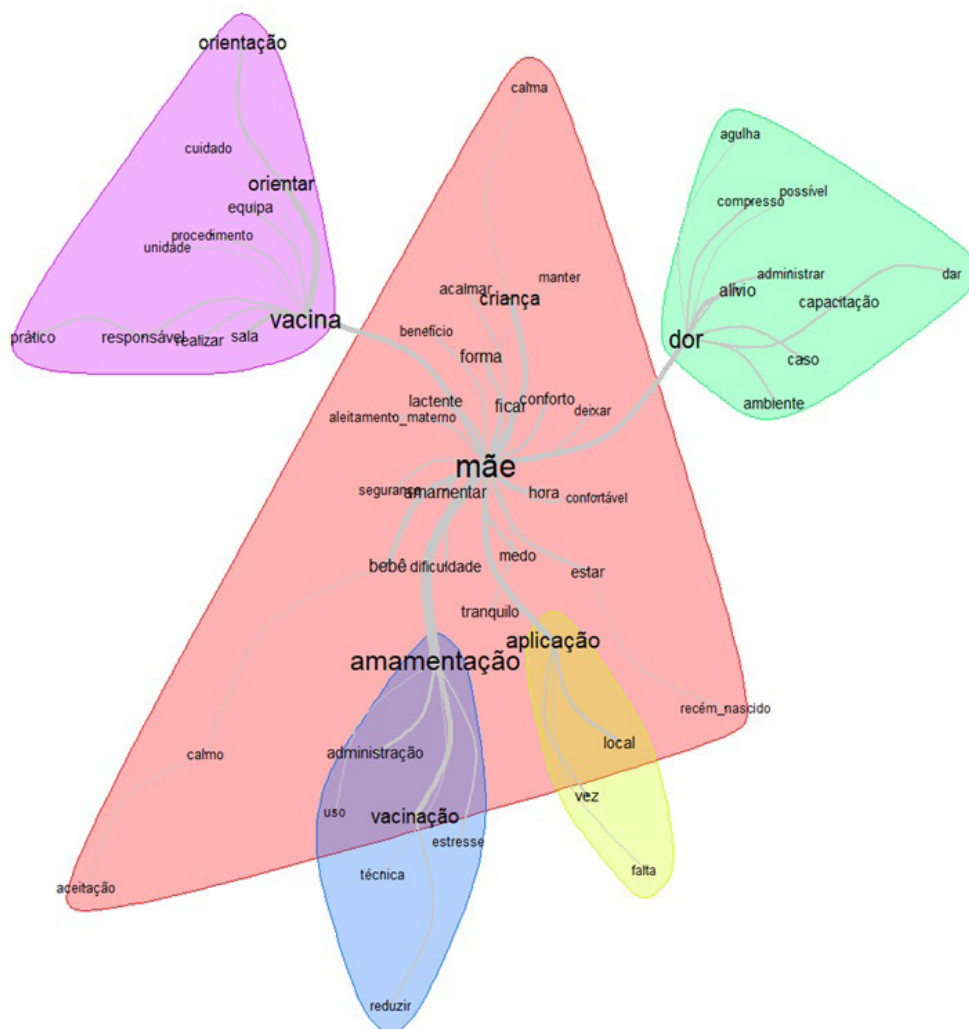 orientação
cuidado
orientar
equipa
procedimento
unidade
vacina
prático
responsável
realizar
sala
calma
manter
acalmar
criança
benefício
forma
lactente
ficar
conforto
deixar
aleitamento_materno
mãe
segurança
amamentar
hora
confortável
bebê
dificuldade
medo
estar
tranquilo
recém_nascido
calmo
aceitação
agulha
compresso
possível
administrar
alívio
dar
capacitação
dor
caso
ambiente
amamentação
administração
uso
vacinação
estresse
técnica
reduzir
aplicação
local
vez
falta